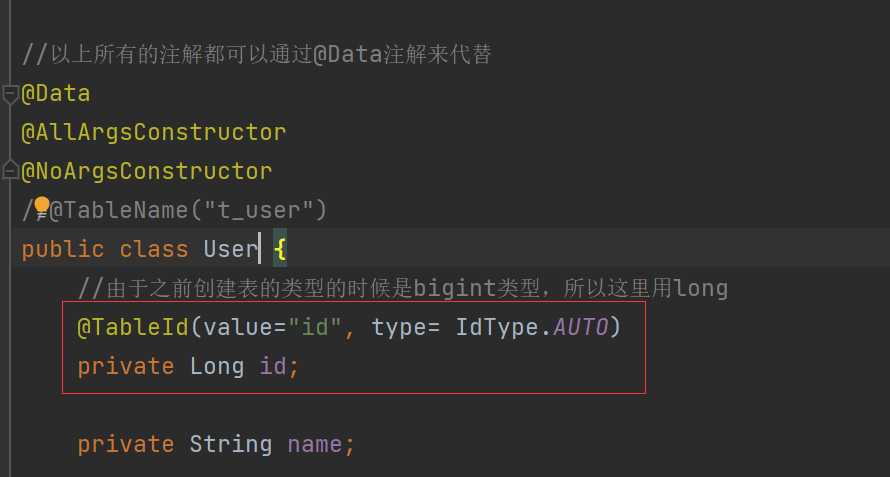 //以上所有的注解都可以通过@Data注解来代替
@Data
@AllArgsConstructor
@NoArgsConstructor
//@TableName("t_user")
public class User {
//由于之前创建表的类型的时候是bigint类型，所以这里用long
@TableId(value="id", type= IdType.AUTO)
private Long id;
private String name;